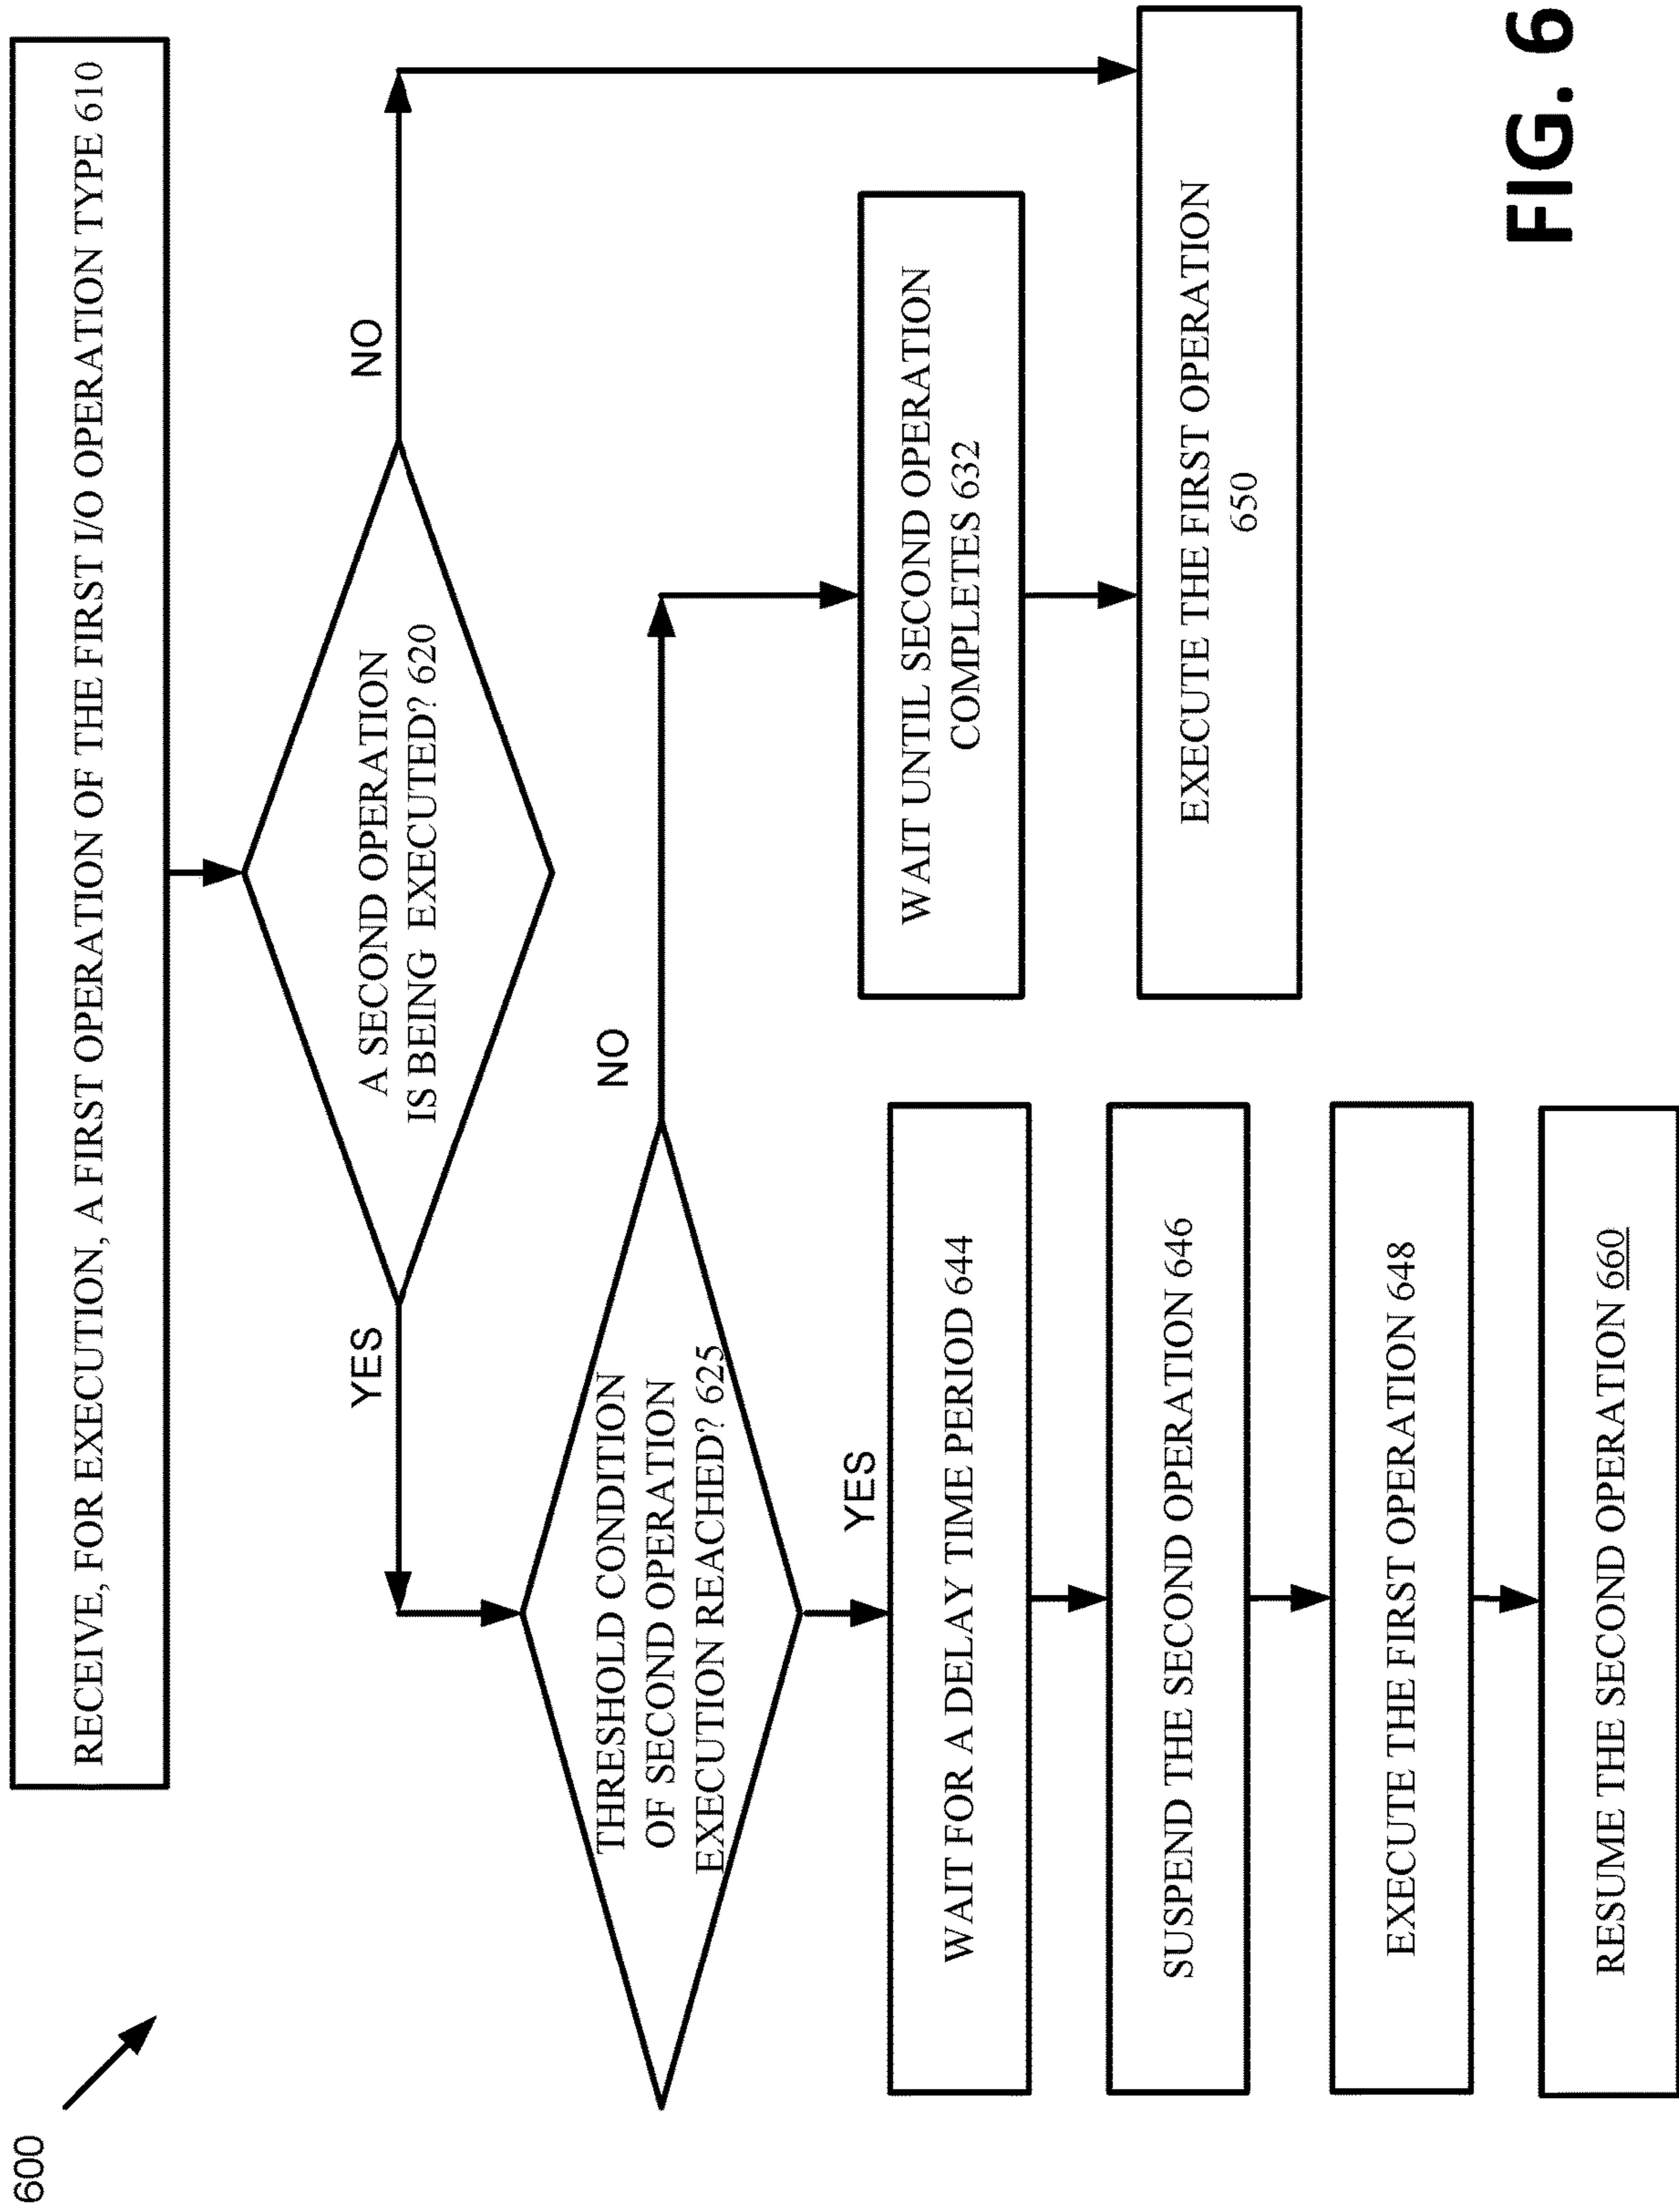 600
RECEIVE, FOR EXECUTION, A FIRST OPERATION OF THE FIRST I/O OPERATION TYPE 610
A SECOND OPERATION
IS BEING EXECUTED? 620
YES
NO
THRESHOLD CONDITION
OF SECOND OPERATION
EXECUTION REACHED? 625
NO
YES
WAIT UNTIL SECOND OPERATION
COMPLETES 632
WAIT FOR A DELAY TIME PERIOD 644
SUSPEND THE SECOND OPERATION 646
EXECUTE THE FIRST OPERATION
650
EXECUTE THE FIRST OPERATION 648
RESUME THE SECOND OPERATION 660
FIG. 6